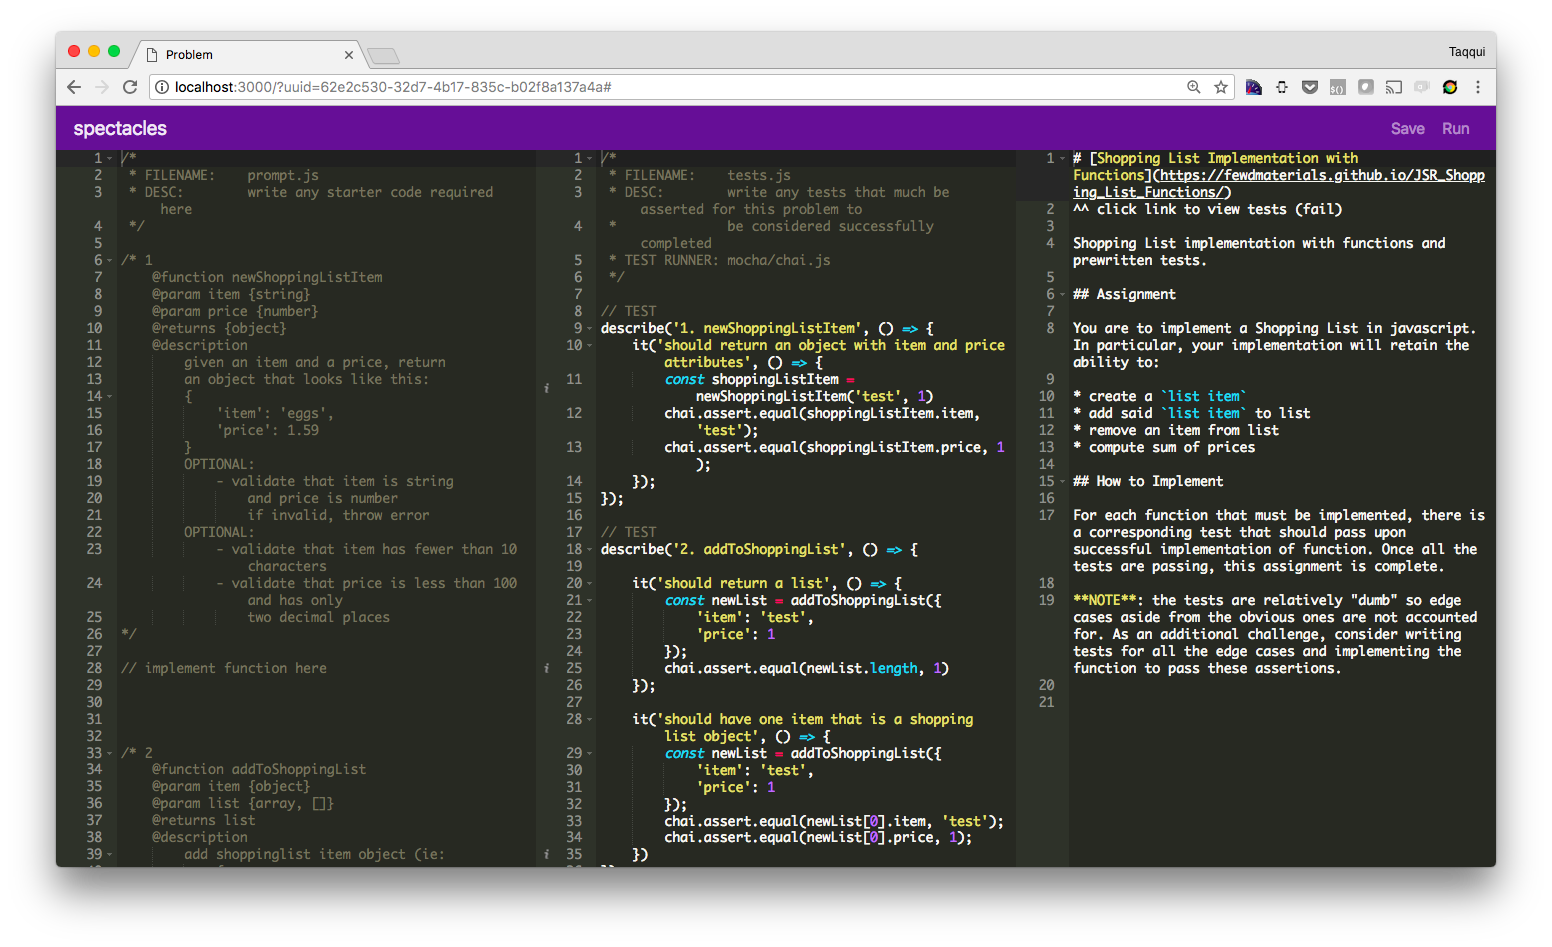 Problem
Taqqui
localhost:3000/?uuid=62e2c530-32d7-4b17-835c-b02f8a137a4a#
spectacles
Save Run
1 /*
2  * FILENAME:    prompt.js
3  * DESC:        write any starter code required
here
4  */
5
6 /* 1
7     @function newShoppingListItem
8     @param item {string}
9     @param price {number}
10     @returns {object}
11     @description
12         given an item and a price, return
13         an object that looks like this:
14         {
15             'item': 'eggs',
16             'price': 1.59
17         }
18         OPTIONAL:
19             - validate that item is string
20                 and price is number
21                 if invalid, throw error
22         OPTIONAL:
23             - validate that item has fewer than 10
characters
24             - validate that price is less than 100
and has only
25                 two decimal places
26 */
27
28 // implement function here
29
30
31
32
33 /* 2
34     @function addToShoppingList
35     @param item {object}
36     @param list {array, []}
37     @returns list
38     @description
39         add shoppinglist item object (ie:
1 /*
2  * FILENAME:    tests.js
3  * DESC:        write any tests that much be
asserted for this problem to
4  *              be considered successfully
completed
5  * TEST RUNNER: mocha/chai.js
6  */
7
8 // TEST
9 describe('1. newShoppingListItem', () => {
10     it('should return an object with item and price
attributes', () => {
11         const shoppingListItem =
newShoppingListItem('test', 1)
12         chai.assert.equal(shoppingListItem.item,
'test');
13         chai.assert.equal(shoppingListItem.price, 1
);
14     });
15 });
16
17 // TEST
18 describe('2. addToShoppingList', () => {
19
20     it('should return a list', () => {
21         const newList = addToShoppingList({
22             'item': 'test',
23             'price': 1
24         });
25         chai.assert.equal(newList.length, 1)
26     });
27
28     it('should have one item that is a shopping
list object', () => {
29         const newList = addToShoppingList({
30             'item': 'test',
31             'price': 1
32         });
33         chai.assert.equal(newList[0].item, 'test');
34         chai.assert.equal(newList[0].price, 1);
35     })
1 # [Shopping List Implementation with
Functions](https://fewdmaterials.github.io/JSR_Shopp
ing_List_Functions/)
2 ^^ click link to view tests (fail)
3
4 Shopping List implementation with functions and
prewritten tests.
5
6 ## Assignment
7
8 You are to implement a Shopping List in javascript.
In particular, your implementation will retain the
ability to:
9
10 * create a `list item`
11 * add said `list item` to list
12 * remove an item from list
13 * compute sum of prices
14
15 ## How to Implement
16
17 For each function that must be implemented, there is
a corresponding test that should pass upon
successful implementation of function. Once all the
tests are passing, this assignment is complete.
18
19 **NOTE**: the tests are relatively "dumb" so edge
cases aside from the obvious ones are not accounted
for. As an additional challenge, consider writing
tests for all the edge cases and implementing the
function to pass these assertions.
20
21